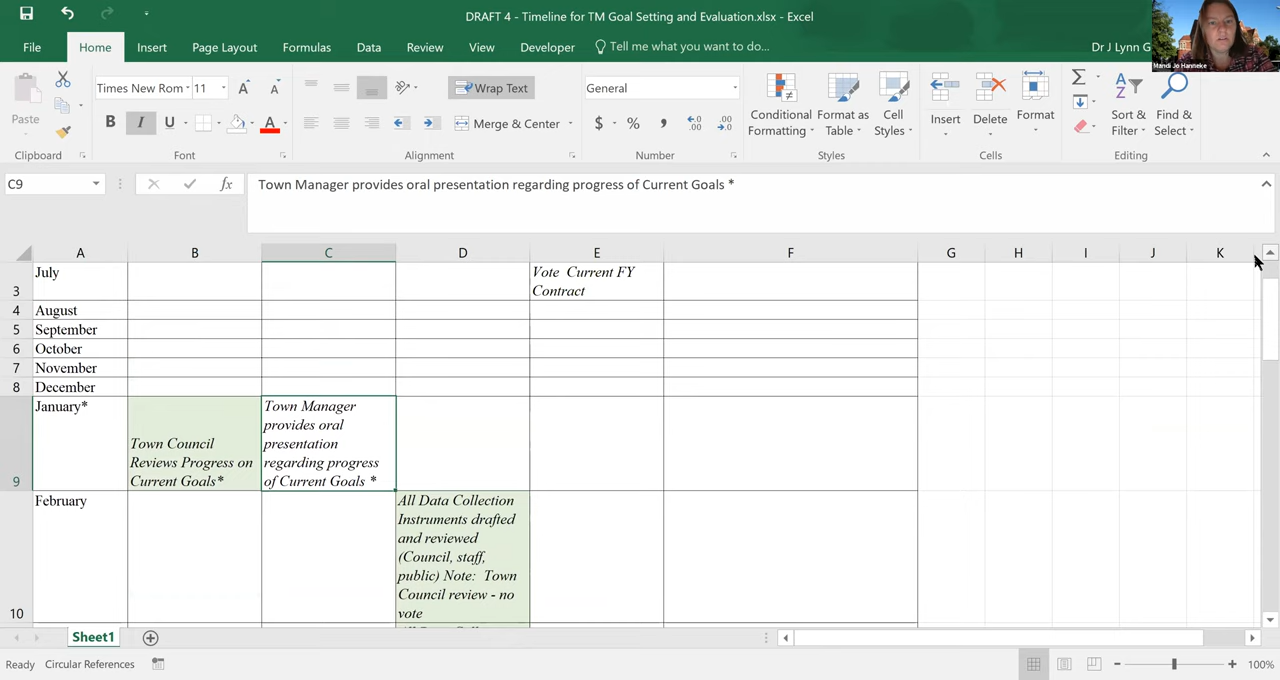 DRAFT 4 - Timeline for TM Goal Setting and Evaluation.xlsx - Excel
File Home Insert Page Layout Formulas Data Review View Developer Tell me what you want to do... Dr J Lynn G
Mandi Jo Hanneke
Paste
Clipboard
Times New Rom 11
Font
Wrap Text
Merge & Center
Alignment
General
Number
Conditional Formatting
Format as Table
Cell Styles
Styles
Insert Delete Format
Cells
Sort & Filter
Find & Select
Editing
C9 fx Town Manager provides oral presentation regarding progress of Current Goals *
A B C D E F G H I J K
3 July
Vote Current FY
Contract
4 August
5 September
6 October
7 November
8 December
9 January*
Town Council
Reviews Progress on
Current Goals*
Town Manager
provides oral
presentation
regarding progress
of Current Goals *
10 February
All Data Collection
Instruments drafted
and reviewed
(Council, staff,
public) Note: Town
Council review - no
vote
Sheet1
Ready Circular References 100%